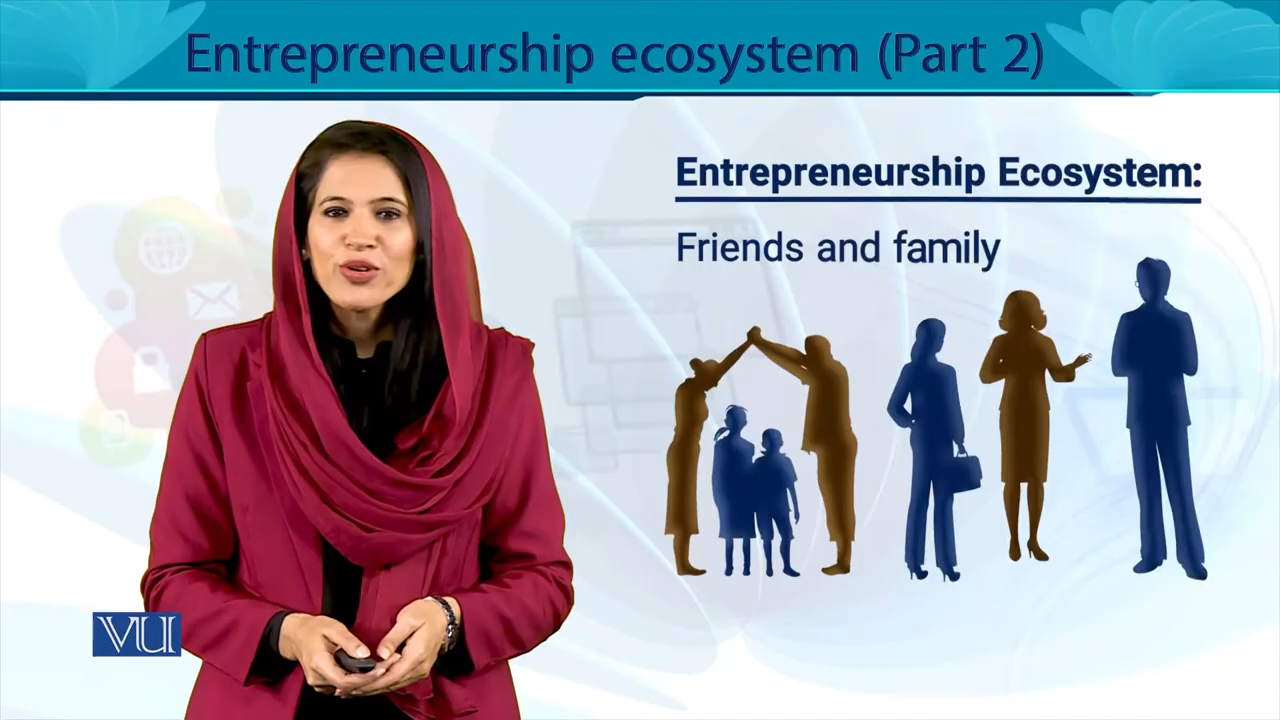 Entrepreneurship ecosystem (Part 2)
Entrepreneurship Ecosystem:
Friends and family
VU